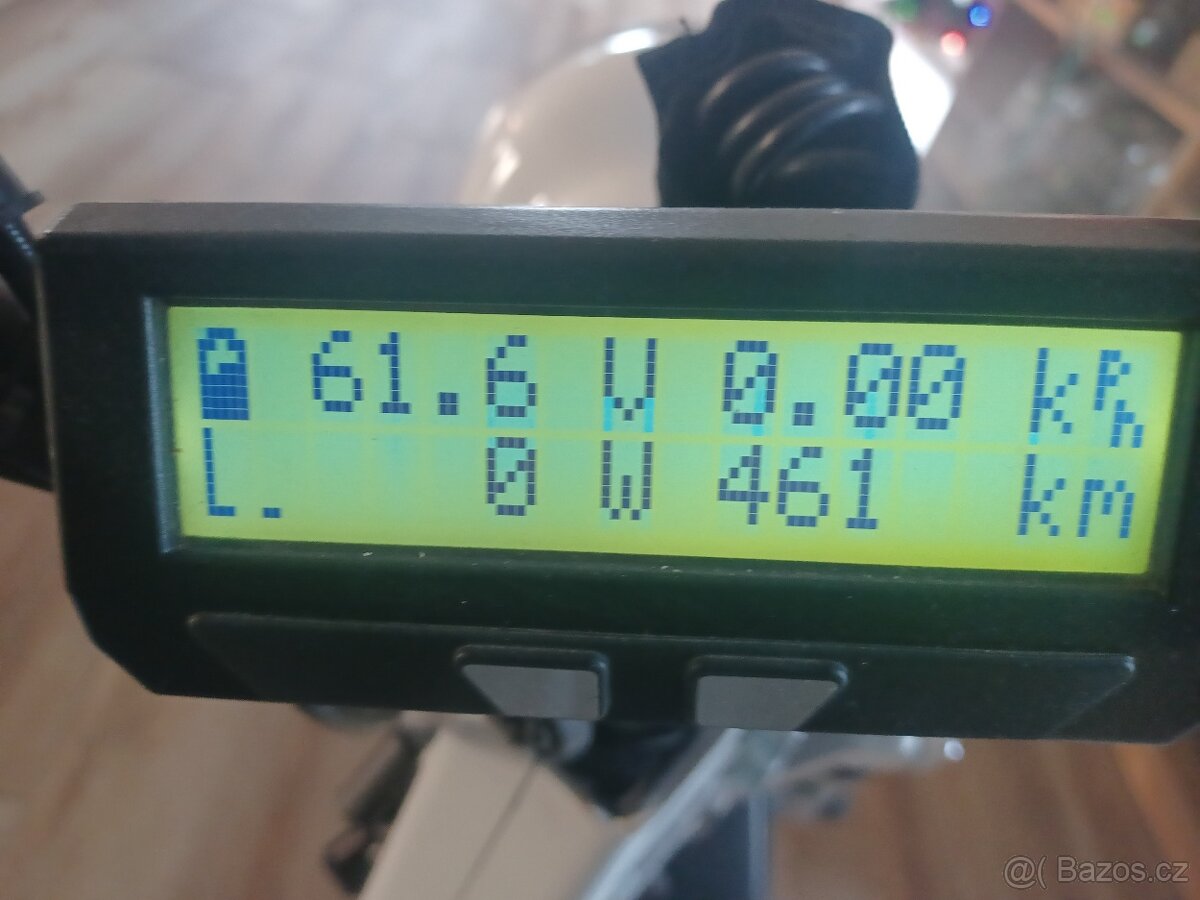 61.6 V 0.00 kph
L. 0 W 461 km
@( Bazos.cz